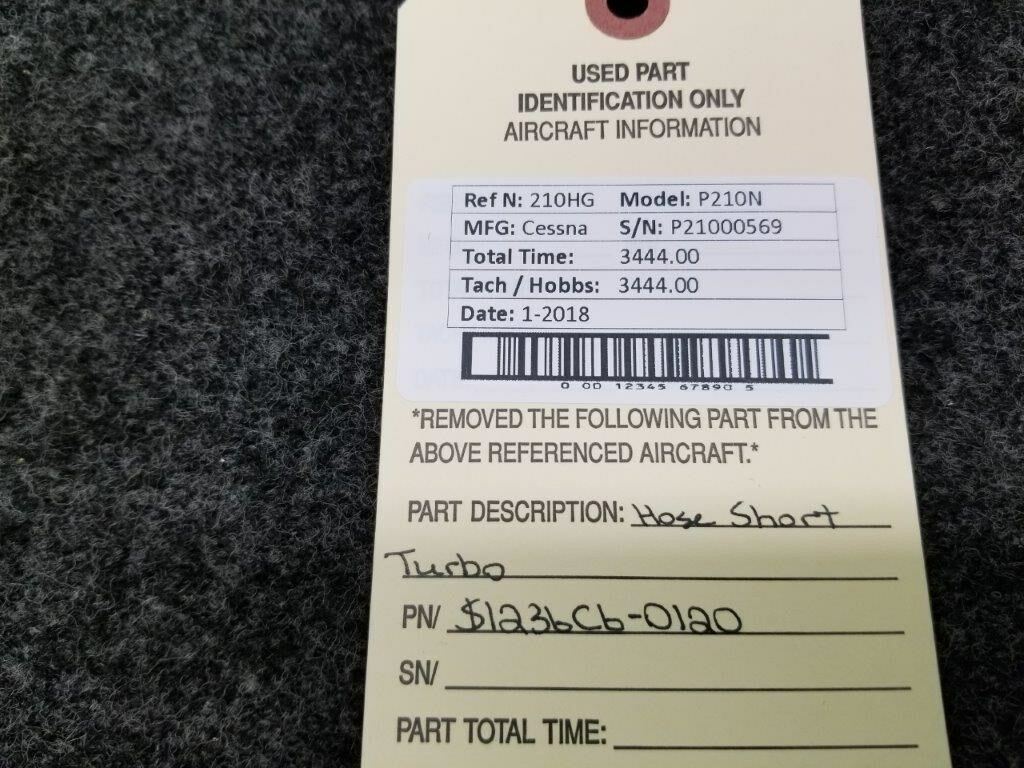 USED PART
IDENTIFICATION ONLY
AIRCRAFT INFORMATION
Ref N: 210HG Model: P210N
MFG: Cessna S/N: P21000569
Total Time: 3444.00
Tach / Hobbs: 3444.00
Date: 1-2018
0 00 12345 67890 5
*REMOVED THE FOLLOWING PART FROM THE
ABOVE REFERENCED AIRCRAFT.*
PART DESCRIPTION: Hose Short
Turbo
PN/ $1236C6-0120
SN/
PART TOTAL TIME: